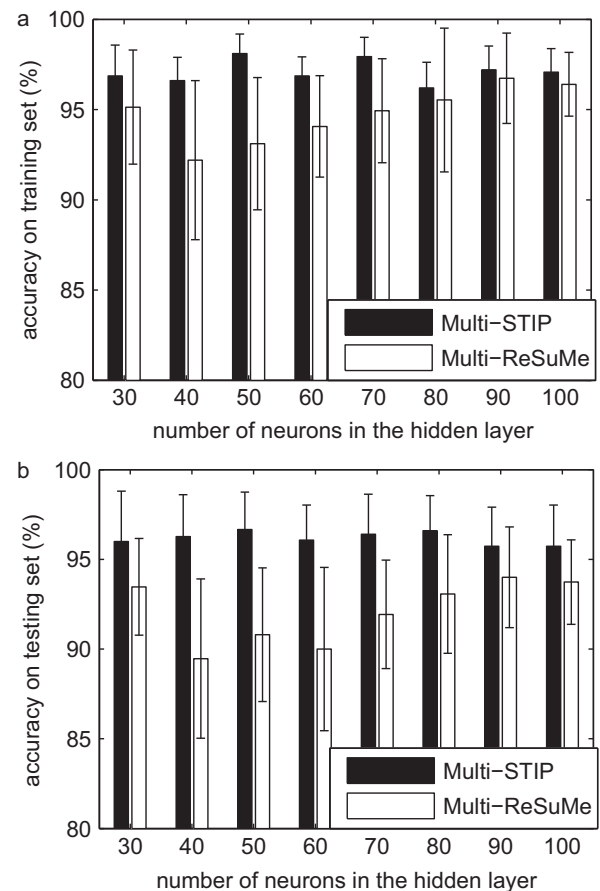 a
accuracy on training set (%)
100
95
90
85
80
Multi−STIP
Multi−ReSuMe
30 40 50 60 70 80 90 100
number of neurons in the hidden layer
b
accuracy on testing set (%)
100
95
90
85
80
Multi−STIP
Multi−ReSuMe
30 40 50 60 70 80 90 100
number of neurons in the hidden layer